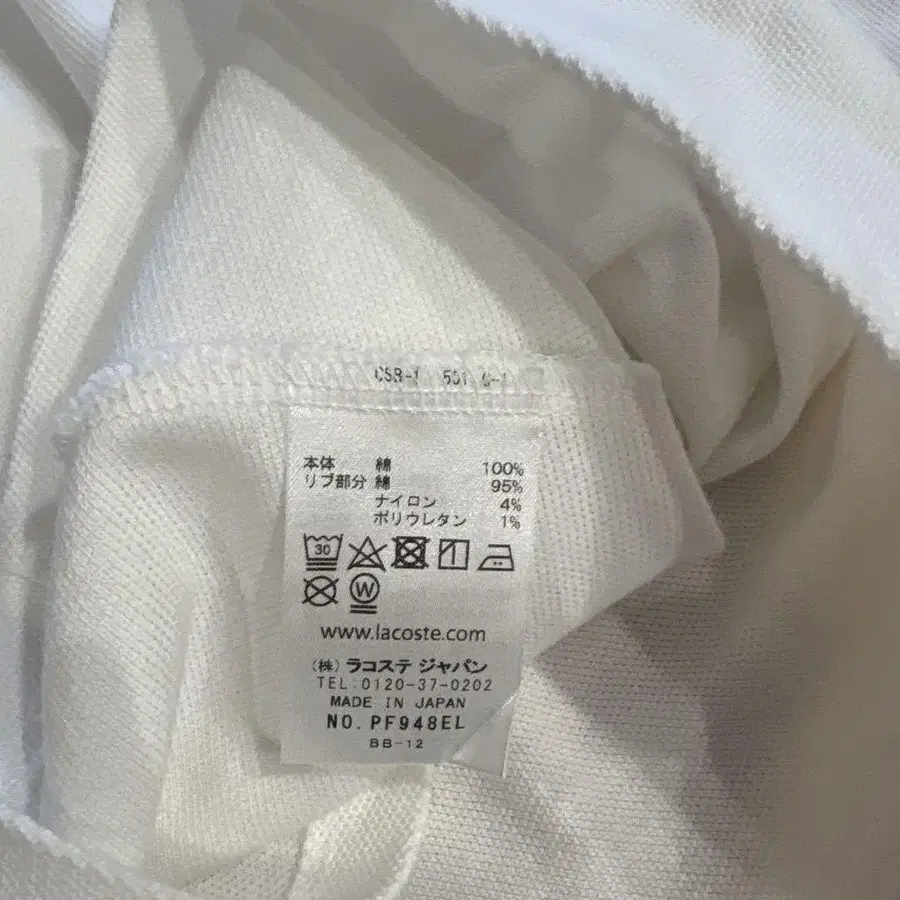 本体 綿 100%
リブ部分 綿 95%
ナイロン 4%
ポリウレタン 1%
30
W
www.lacoste.com
(株) ラコステ ジャパン
TEL:0120-37-0202
MADE IN JAPAN
NO. PF948EL
BB-12